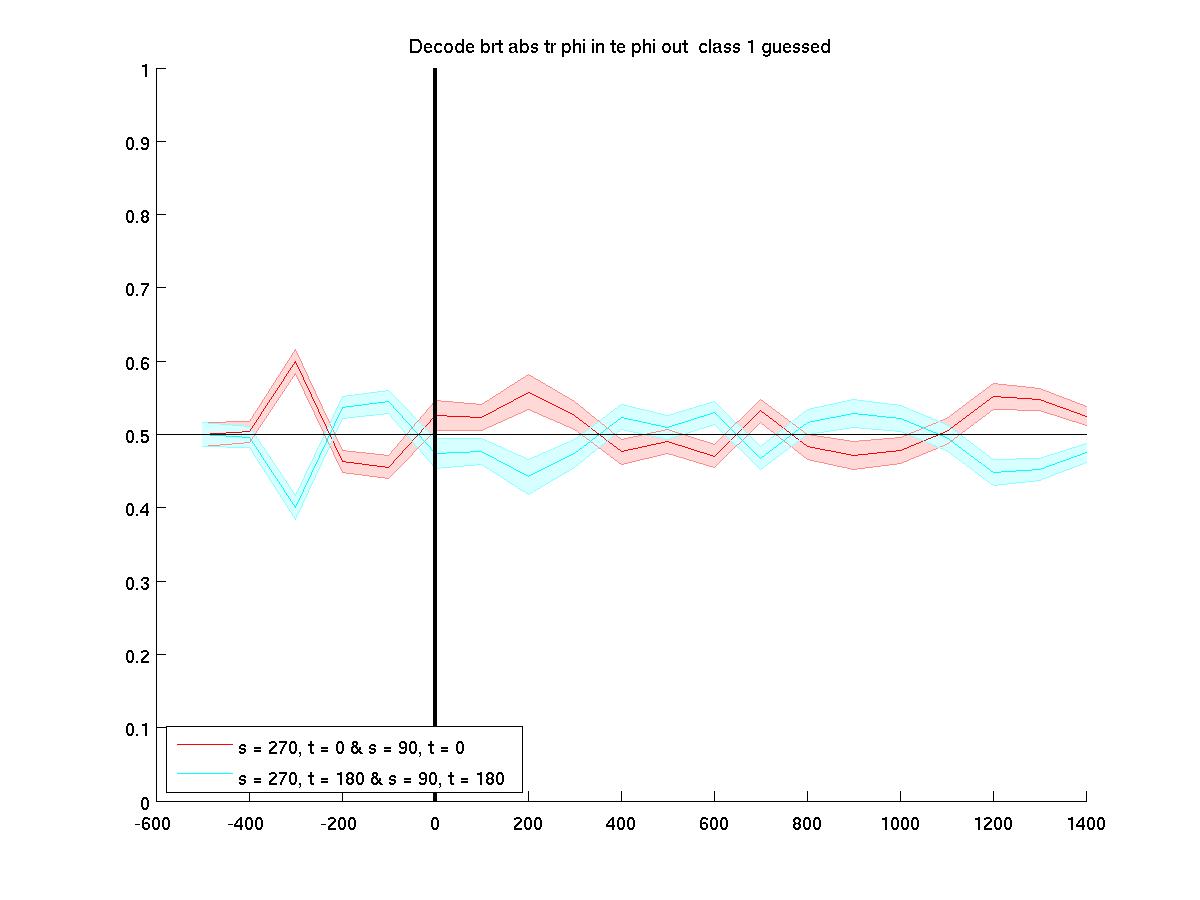 Decode brt abs tr phi in te phi out  class 1 guessed
1
0.9
0.8
0.7
0.6
0.5
0.4
0.3
0.2
0.1
0
s = 270, t = 0 & s = 90, t = 0
s = 270, t = 180 & s = 90, t = 180
-600 -400 -200 0 200 400 600 800 1000 1200 1400